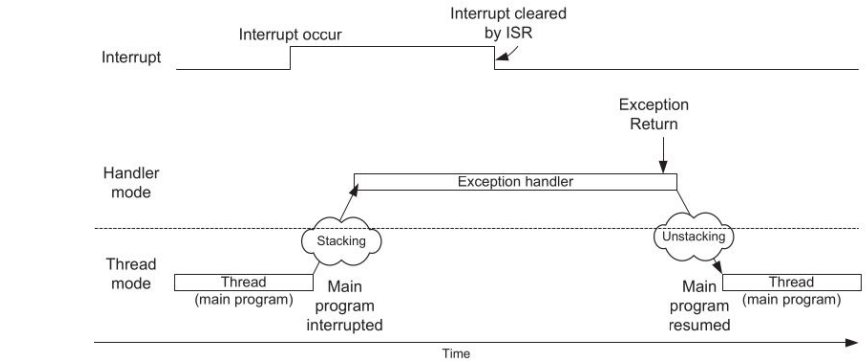 Interrupt cleared
by ISR
Interrupt occur
Interrupt
Exception
Return
Handler
mode
Exception handler
Stacking
Unstacking
Thread
mode
Thread
(main program)
Main
program
interrupted
Main
program
resumed
Thread
(main program)
Time